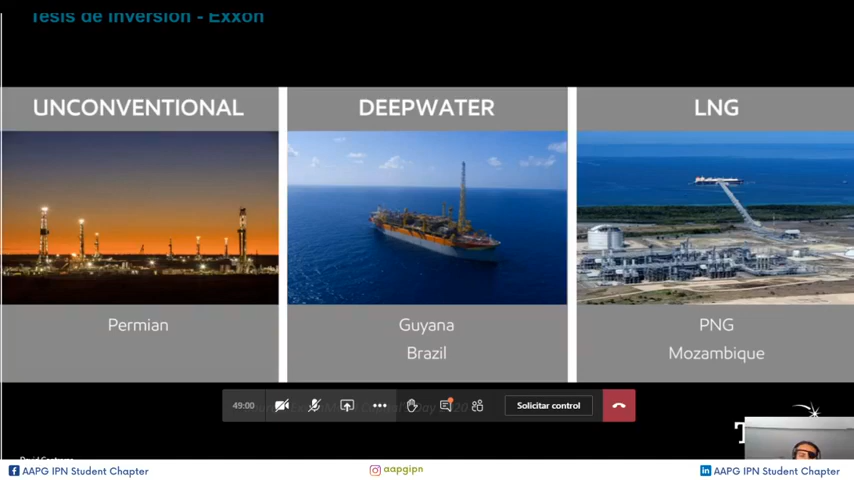 Tesis de Inversión - Exxon
UNCONVENTIONAL
DEEPWATER
LNG
Permian
Guyana
Brazil
PNG
Mozambique
49:00
Solicitar control
AAPG IPN Student Chapter
aapgipn
AAPG IPN Student Chapter